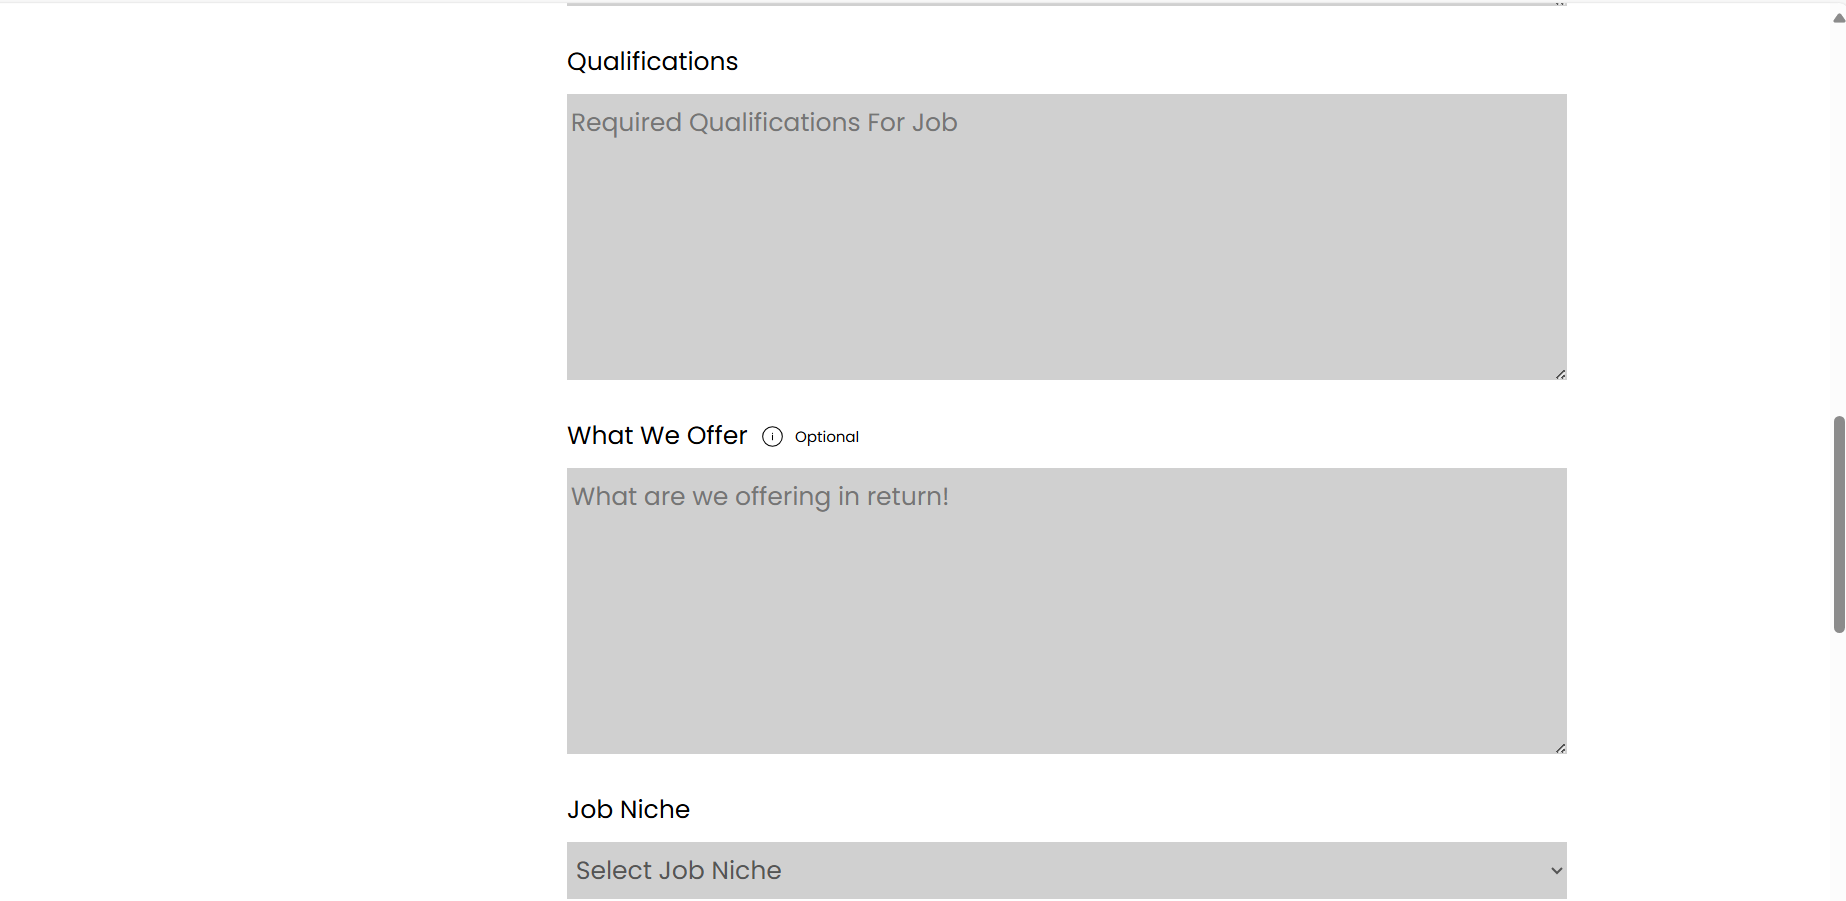 Qualifications
Required Qualifications For Job
What We Offer Optional
What are we offering in return!
Job Niche
Select Job Niche